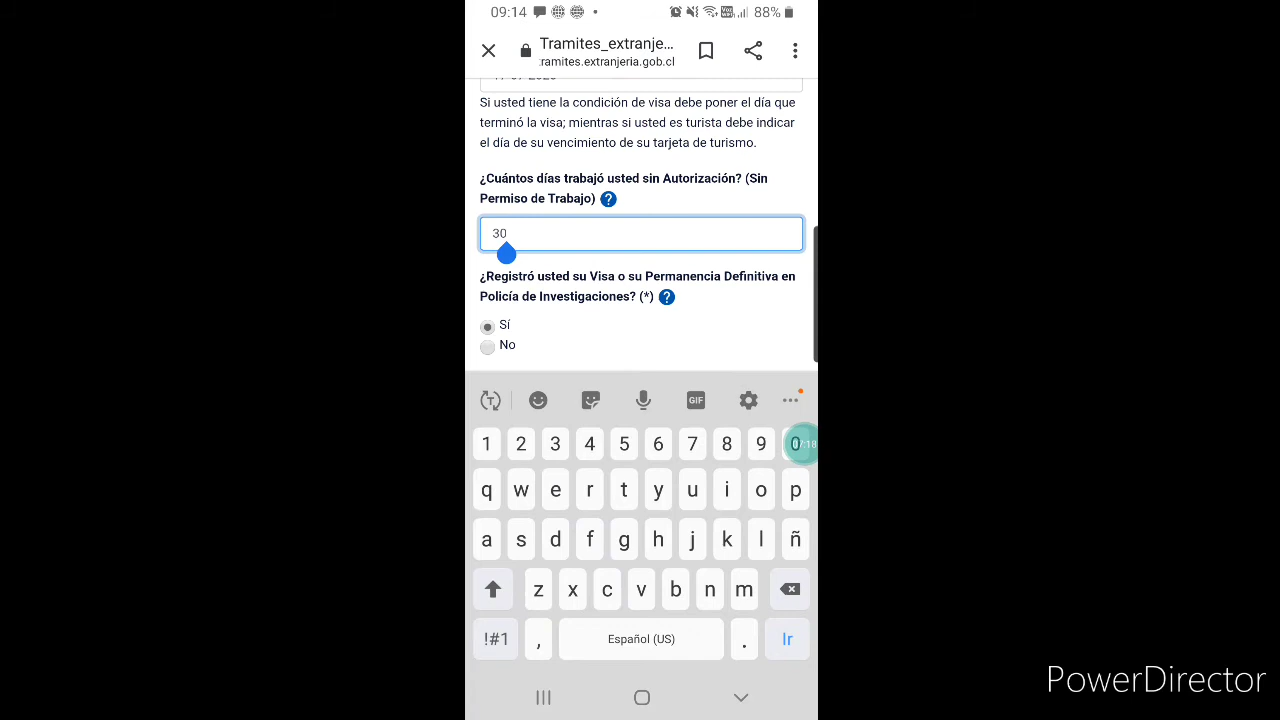 09:14
88%
Tramites_extranje...
:ramites.extranjeria.gob.cl
Si usted tiene la condición de visa debe poner el día que
terminó la visa; mientras si usted es turista debe indicar
el día de su vencimiento de su tarjeta de turismo.
¿Cuántos días trabajó usted sin Autorización? (Sin
Permiso de Trabajo) ?
30
¿Registró usted su Visa o su Permanencia Definitiva en
Policía de Investigaciones? (*) ?
Sí
No
T GIF ...
1 2 3 4 5 6 7 8 9 0
07:18
q w e r t y u i o p
a s d f g h j k l ñ
z x c v b n m
!#1 , Español (US) . Ir
PowerDirector